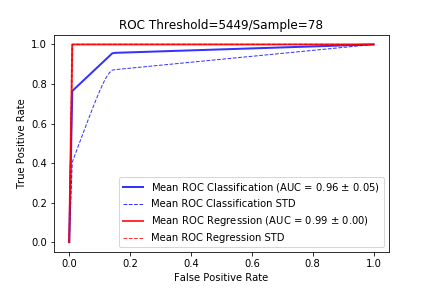 ROC Threshold=5449/Sample=78
1.0
0.8
0.6
0.4
0.2
0.0
True Positive Rate
Mean ROC Classification (AUC = 0.96 ± 0.05)
Mean ROC Classification STD
Mean ROC Regression (AUC = 0.99 ± 0.00)
Mean ROC Regression STD
0.0 0.2 0.4 0.6 0.8 1.0
False Positive Rate